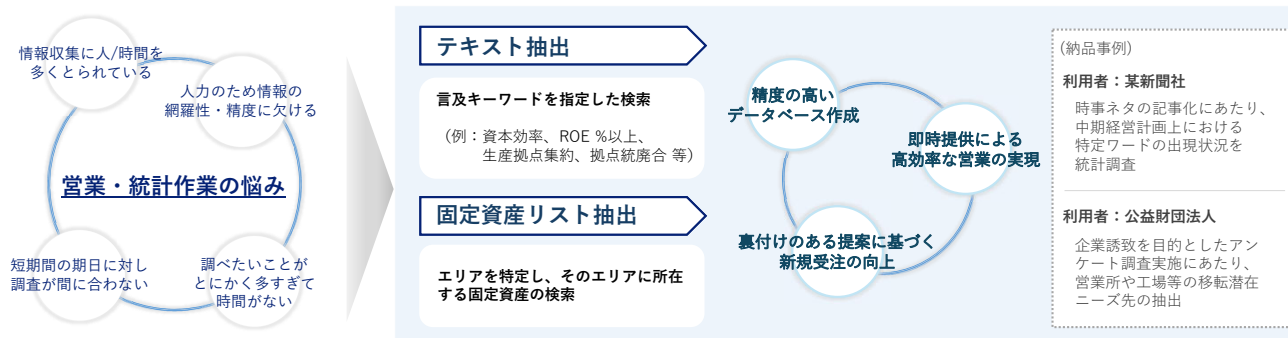 情報収集に人/時間を
多くとられている
人力のため情報の
網羅性・精度に欠ける
営業・統計作業の悩み
短期間の期日に対し
調査が間に合わない
調べたいことが
とにかく多すぎて
時間がない
テキスト抽出
言及キーワードを指定した検索
(例：資本効率、ROE %以上、
生産拠点集約、拠点統廃合 等)
固定資産リスト抽出
エリアを特定し、そのエリアに所在
する固定資産の検索
精度の高い
データベース作成
即時提供による
高効率な営業の実現
裏付けのある提案に基づく
新規受注の向上
(納品事例)
利用者：某新聞社
時事ネタの記事化にあたり、
中期経営計画上における
特定ワードの出現状況を
統計調査
利用者：公益財団法人
企業誘致を目的としたアン
ケート調査実施にあたり、
営業所や工場等の移転潜在
ニーズ先の抽出